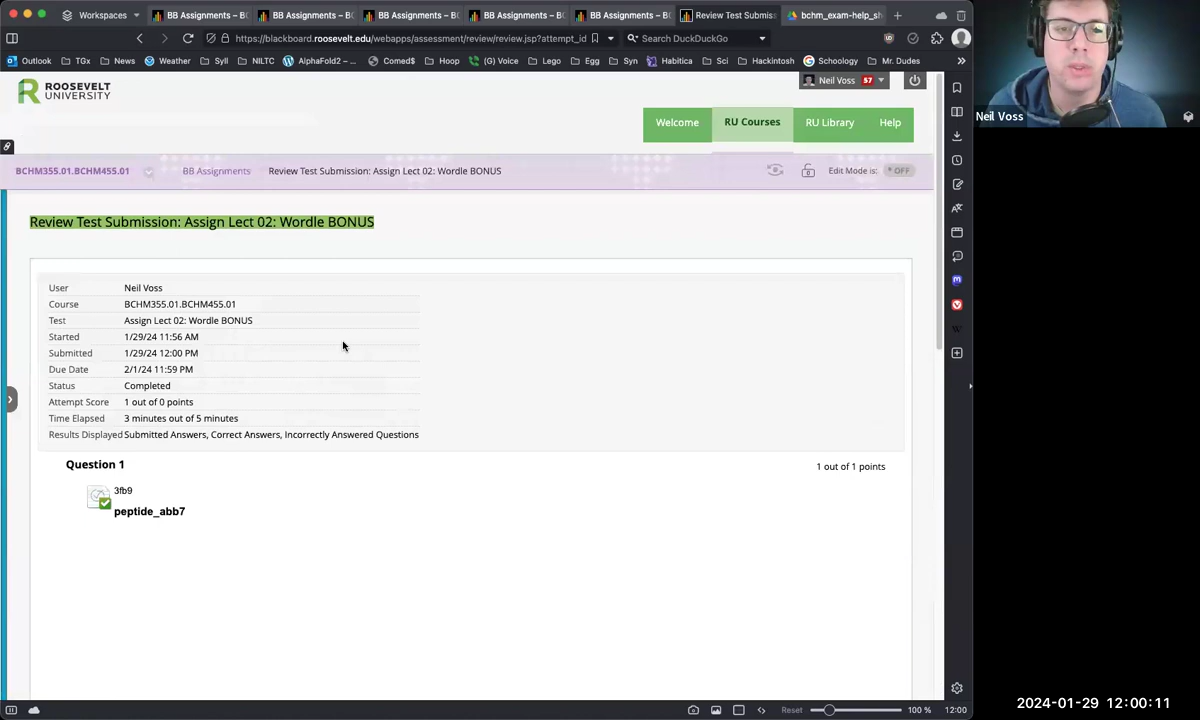 Workspaces
BB Assignments – BC
BB Assignments – BC
BB Assignments – BC
BB Assignments – BC
BB Assignments – BC
Review Test Submis
bchm_exam-help_sh
https://blackboard.roosevelt.edu/webapps/assessment/review/review.jsp?attempt_id
Search DuckDuckGo
Outlook
TGx
News
Weather
Syll
NILTC
AlphaFold2 – ...
Comed$
Hoop
(G) Voice
Lego
Egg
Syn
Habitica
Sci
Hackintosh
Schoology
Mr. Dudes
ROOSEVELT
UNIVERSITY
Neil Voss 57
Welcome
RU Courses
RU Library
Help
BCHM355.01.BCHM455.01
BB Assignments
Review Test Submission: Assign Lect 02: Wordle BONUS
Edit Mode is:
OFF
Review Test Submission: Assign Lect 02: Wordle BONUS
User Neil Voss
Course BCHM355.01.BCHM455.01
Test Assign Lect 02: Wordle BONUS
Started 1/29/24 11:56 AM
Submitted 1/29/24 12:00 PM
Due Date 2/1/24 11:59 PM
Status Completed
Attempt Score 1 out of 0 points
Time Elapsed 3 minutes out of 5 minutes
Results Displayed Submitted Answers, Correct Answers, Incorrectly Answered Questions
Question 1
1 out of 1 points
3fb9
peptide_abb7
Reset
100 %
12:00
Neil Voss
2024-01-29 12:00:11